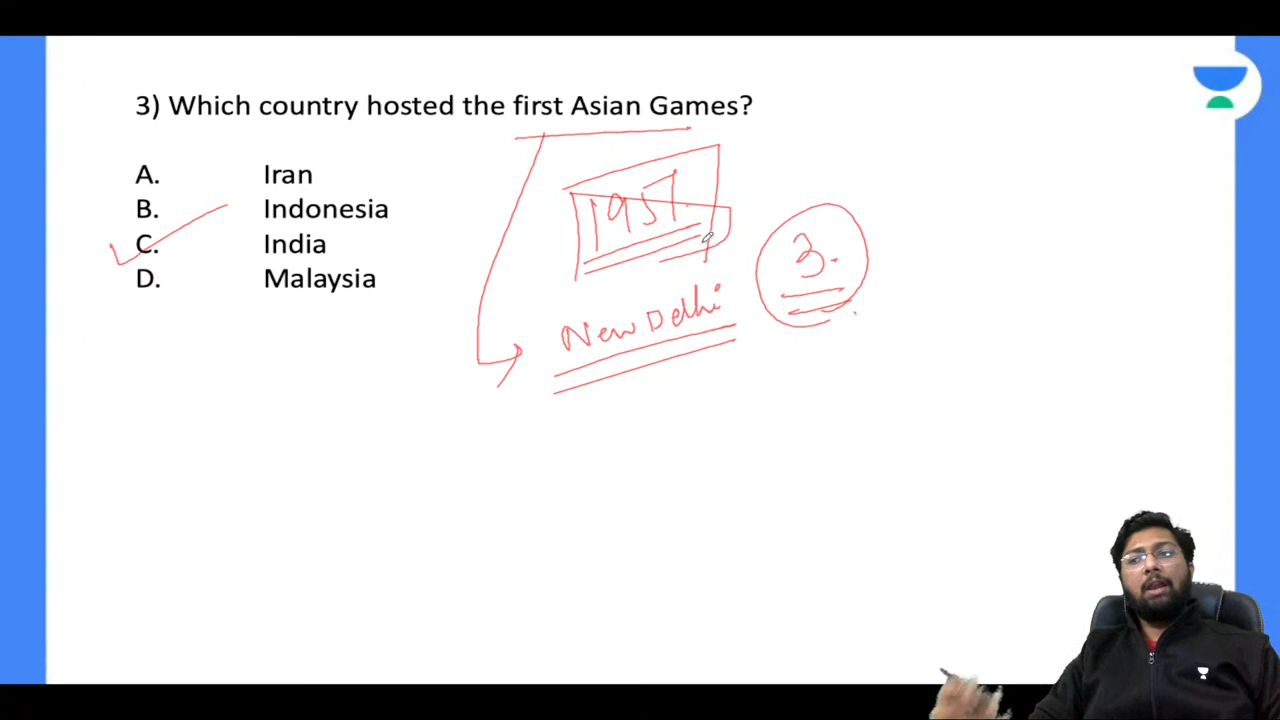 3) Which country hosted the first Asian Games?
A. Iran
B. Indonesia
C. India
D. Malaysia
1951.
3.
New Delhi